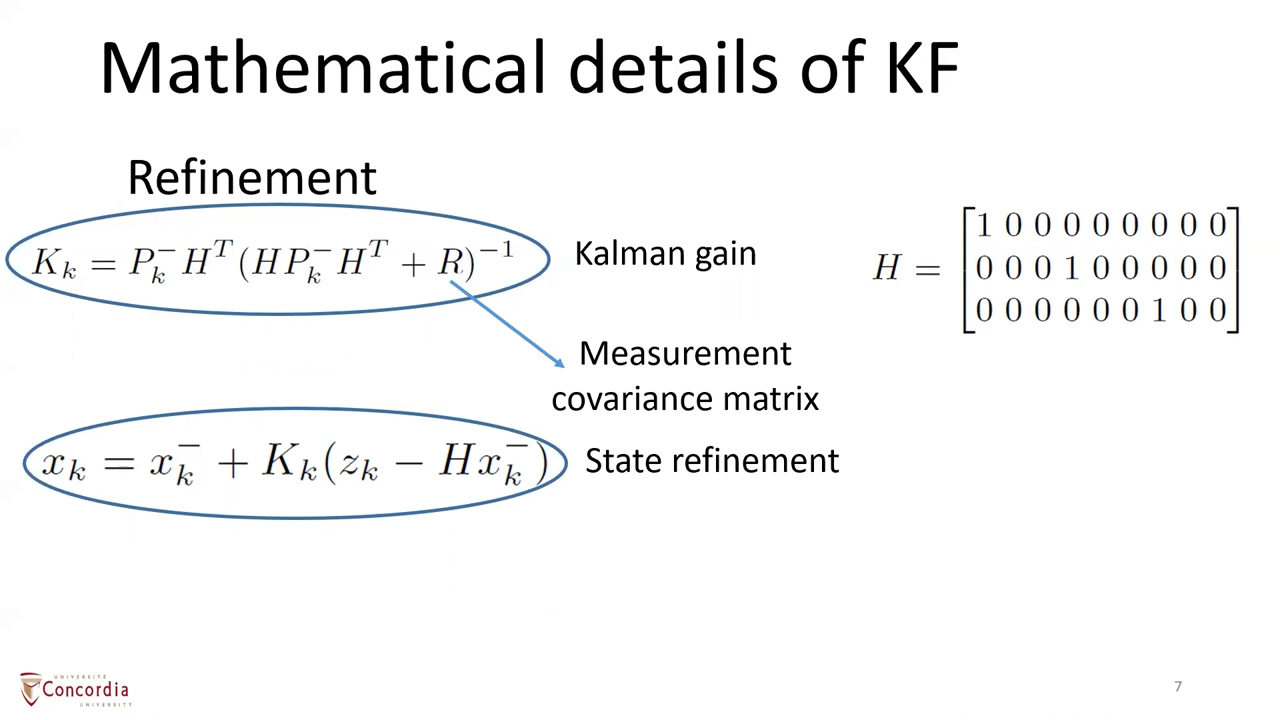 Mathematical details of KF
Refinement
K_k = P_k^- H^T (H P_k^- H^T + R)^{-1}
Kalman gain
H = [1 0 0 0 0 0 0 0 0
0 0 0 1 0 0 0 0 0
0 0 0 0 0 0 1 0 0]
Measurement
covariance matrix
x_k = x_k^- + K_k(z_k − H x_k^-)
State refinement
UNIVERSITÉ
Concordia
UNIVERSITY
7